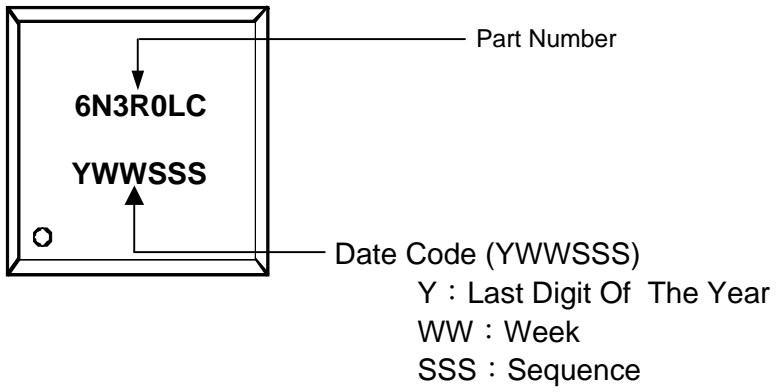 Part Number
6N3R0LC
YWWSSS
Date Code (YWWSSS)
Y：Last Digit Of The Year
WW：Week
SSS：Sequence